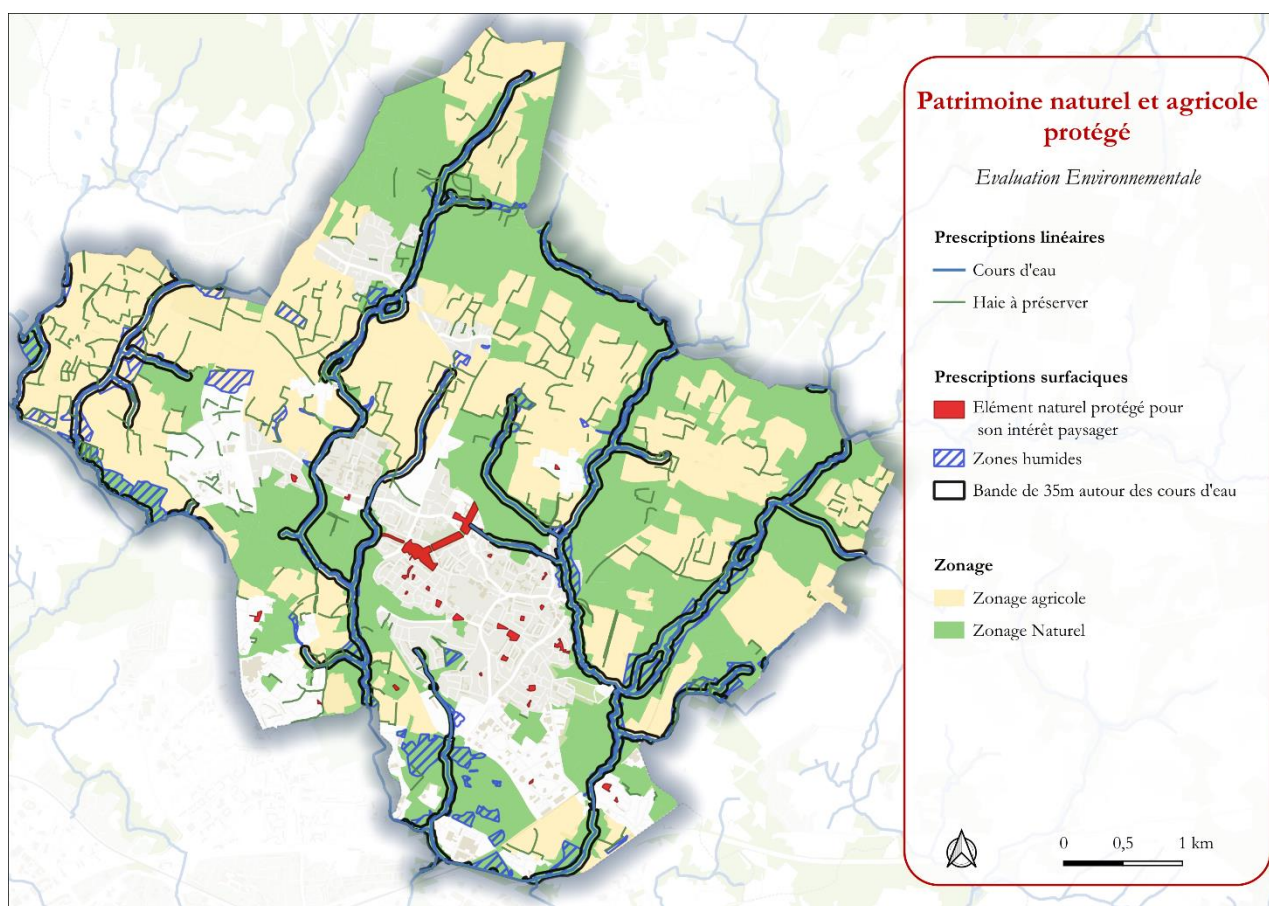 Patrimoine naturel et agricole
protégé
Evaluation Environnementale
Prescriptions linéaires
Cours d'eau
Haie à préserver
Prescriptions surfaciques
Elément naturel protégé pour
son intérêt paysager
Zones humides
Bande de 35m autour des cours d'eau
Zonage
Zonage agricole
Zonage Naturel
0 0,5 1 km